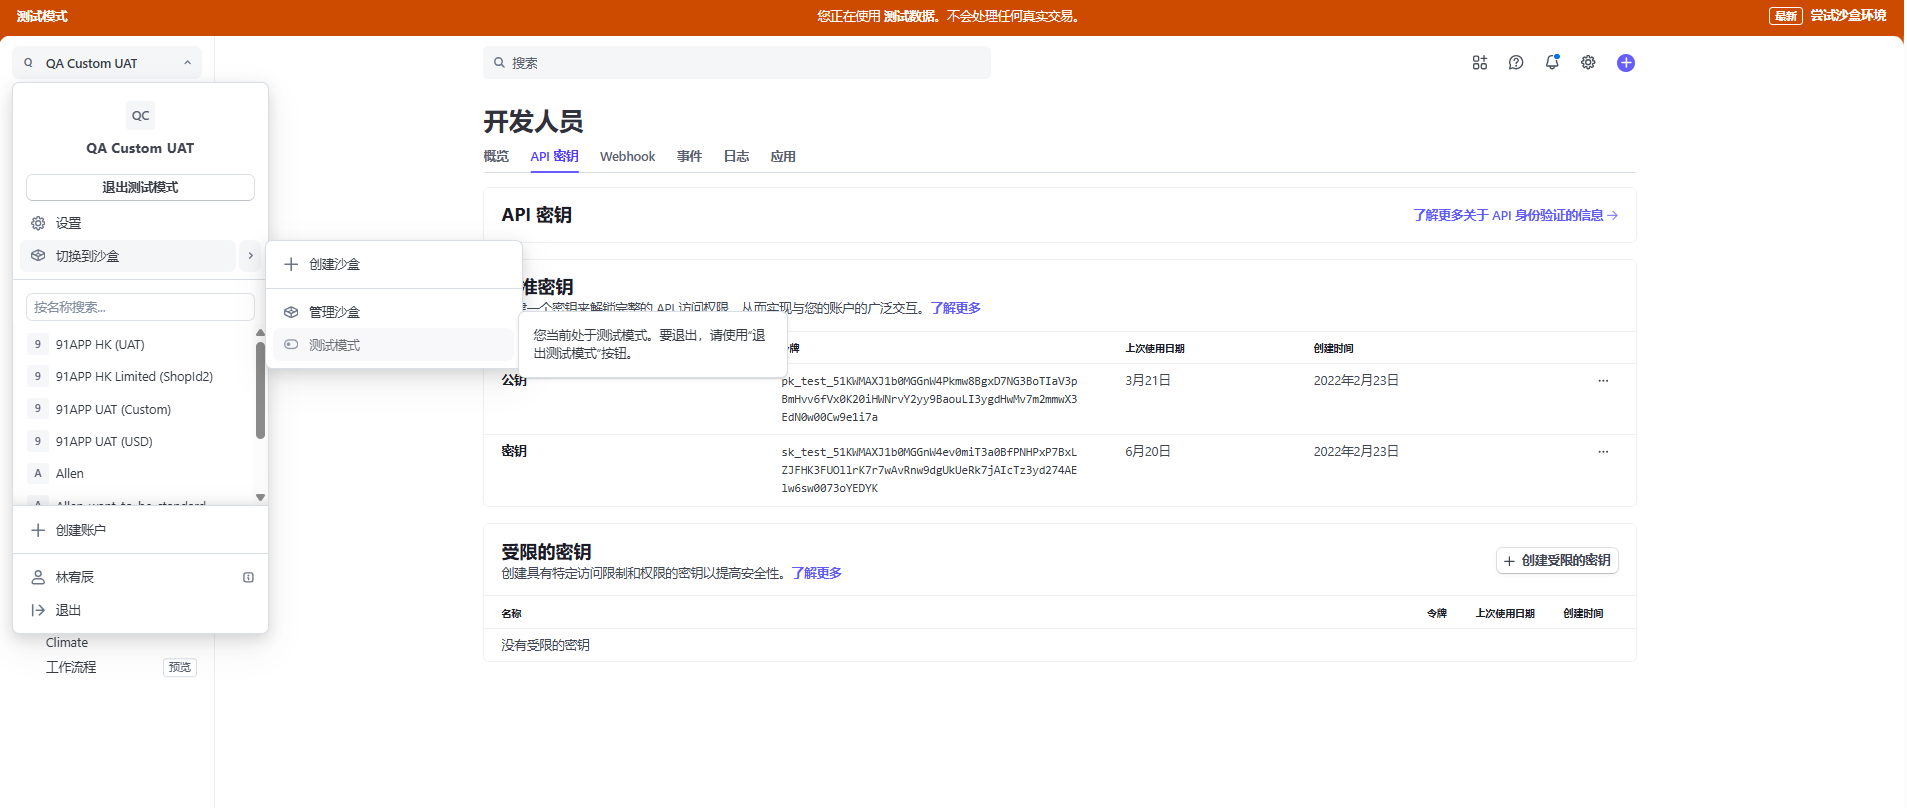 测试模式
您正在使用 测试数据。不会处理任何真实交易。
最新 尝试沙盒环境
Q QA Custom UAT
搜索
QC
QA Custom UAT
退出测试模式
设置
切换到沙盒
创建沙盒
管理沙盒
测试模式
您当前处于测试模式。要退出，请使用“退
出测试模式”按钮。
按名称搜索...
9 91APP HK (UAT)
9 91APP HK Limited (ShopId2)
9 91APP UAT (Custom)
9 91APP UAT (USD)
A Allen
创建账户
林宥辰
退出
Climate
工作流程 预览
开发人员
概览 API 密钥 Webhook 事件 日志 应用
API 密钥
了解更多关于 API 身份验证的信息
准密钥
一个密钥来解锁完整的 API 访问权限，从而实现与您的账户的广泛交互。了解更多
牌 上次使用日期 创建时间
公钥
pk_test_51KWMAXJ1b0MGGnW4Pkmw8BgxD7NG3BoTIaV3p
BmHvv6fVx0K20iHWNrvY2yy9BaouLI3ygdHwMv7m2mmwX3
EdN0w00Cw9e1i7a
3月21日 2022年2月23日
密钥
sk_test_51KWMAXJ1b0MGGnW4ev0miT3a0BfPNHPxP7BxL
ZJFHK3FUOllrK7r7wAvRnw9dgUkUeRk7jAIcTz3yd274AE
lw6sw0073oYEDYK
6月20日 2022年2月23日
受限的密钥
创建具有特定访问限制和权限的密钥以提高安全性。了解更多
创建受限的密钥
名称 令牌 上次使用日期 创建时间
没有受限的密钥